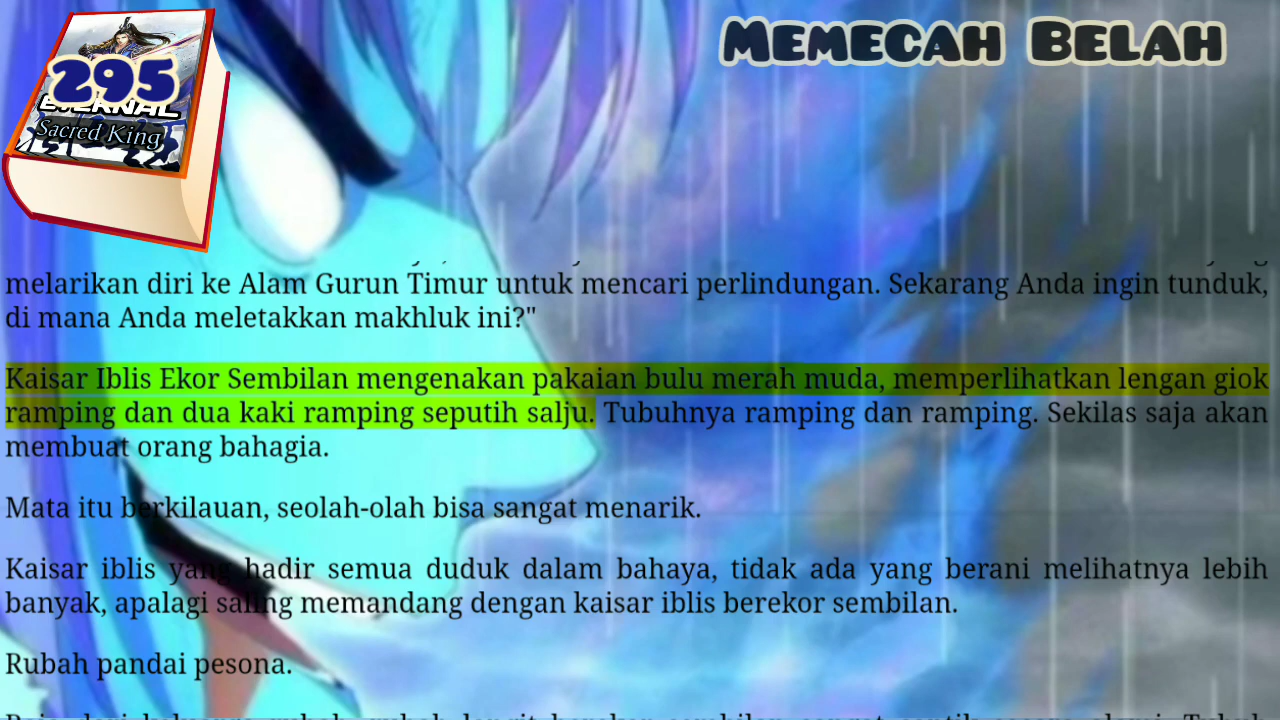 295
ETERNAL
Sacred King
Memecah Belah
melarikan diri ke Alam Gurun Timur untuk mencari perlindungan. Sekarang Anda ingin tunduk,
di mana Anda meletakkan makhluk ini?"
Kaisar Iblis Ekor Sembilan mengenakan pakaian bulu merah muda, memperlihatkan lengan giok
ramping dan dua kaki ramping seputih salju. Tubuhnya ramping dan ramping. Sekilas saja akan
membuat orang bahagia.
Mata itu berkilauan, seolah-olah bisa sangat menarik.
Kaisar iblis yang hadir semua duduk dalam bahaya, tidak ada yang berani melihatnya lebih
banyak, apalagi saling memandang dengan kaisar iblis berekor sembilan.
Rubah pandai pesona.